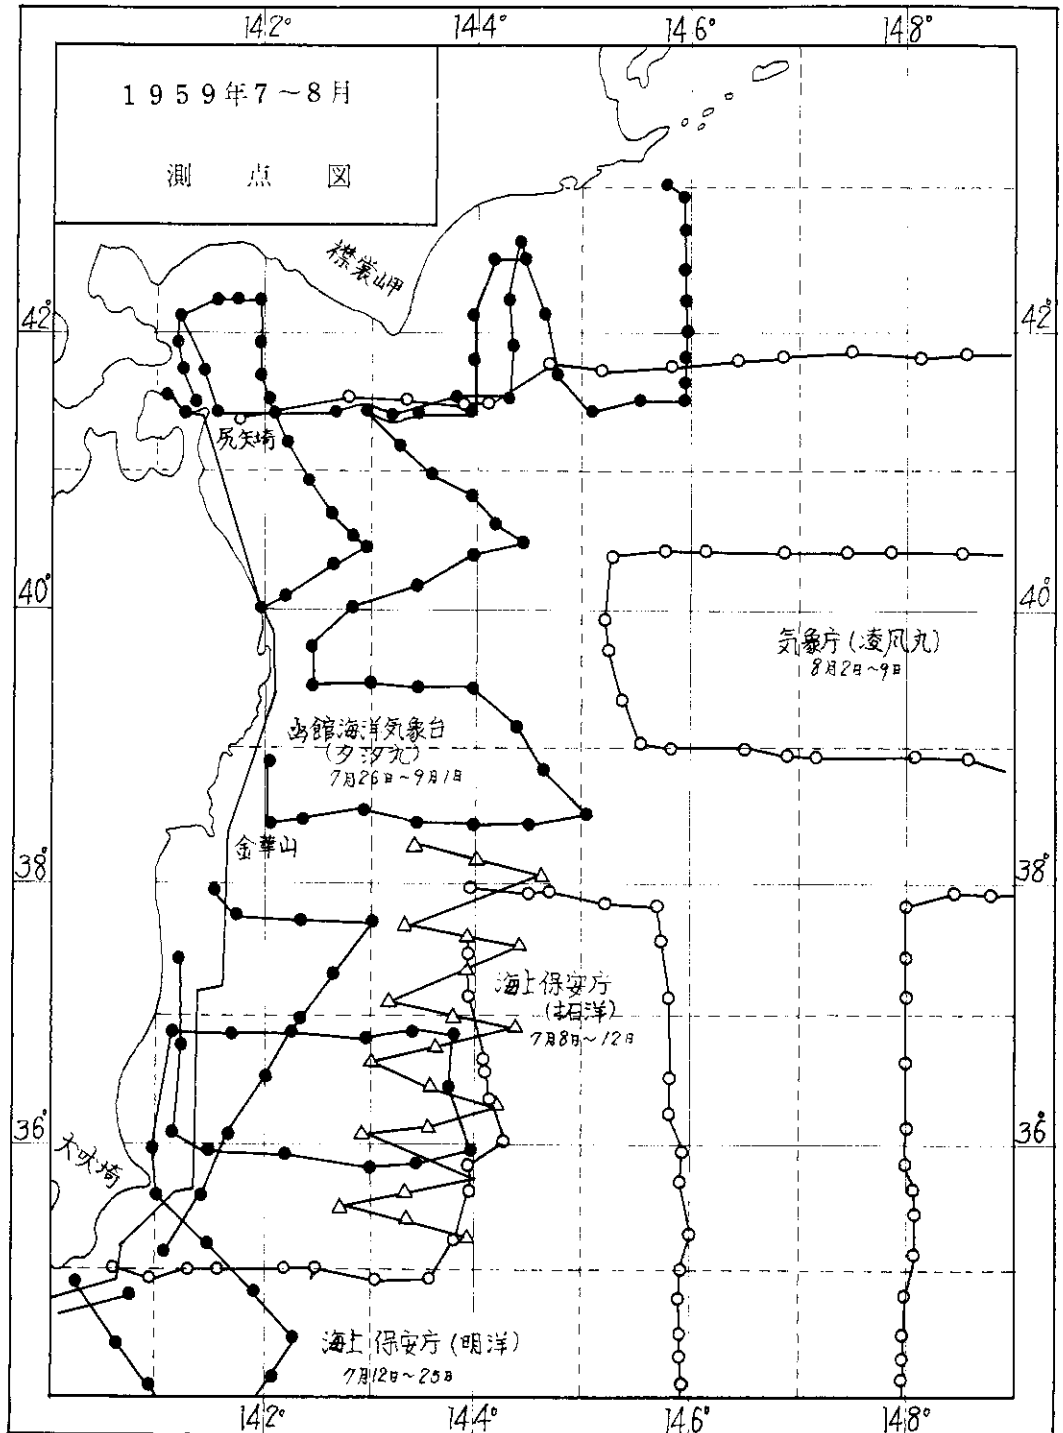 142°
144°
146°
148°
1959年7～8月
測点図
襟裳岬
42°
42°
尻矢埼
40°
40°
気象庁(凌风丸)
8月2日～9日
函館海洋気象台
(夕汐丸)
7月26日～9月1日
金華山
38°
38°
海上保安庁
(拓洋)
7月8日～12日
36°
36°
犬吠埼
海上保安庁(明洋)
7月12日～25日
142°
144°
146°
148°